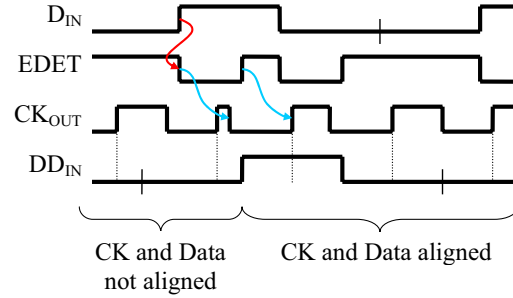 D_IN
EDET
CK_OUT
DD_IN
CK and Data
not aligned
CK and Data aligned